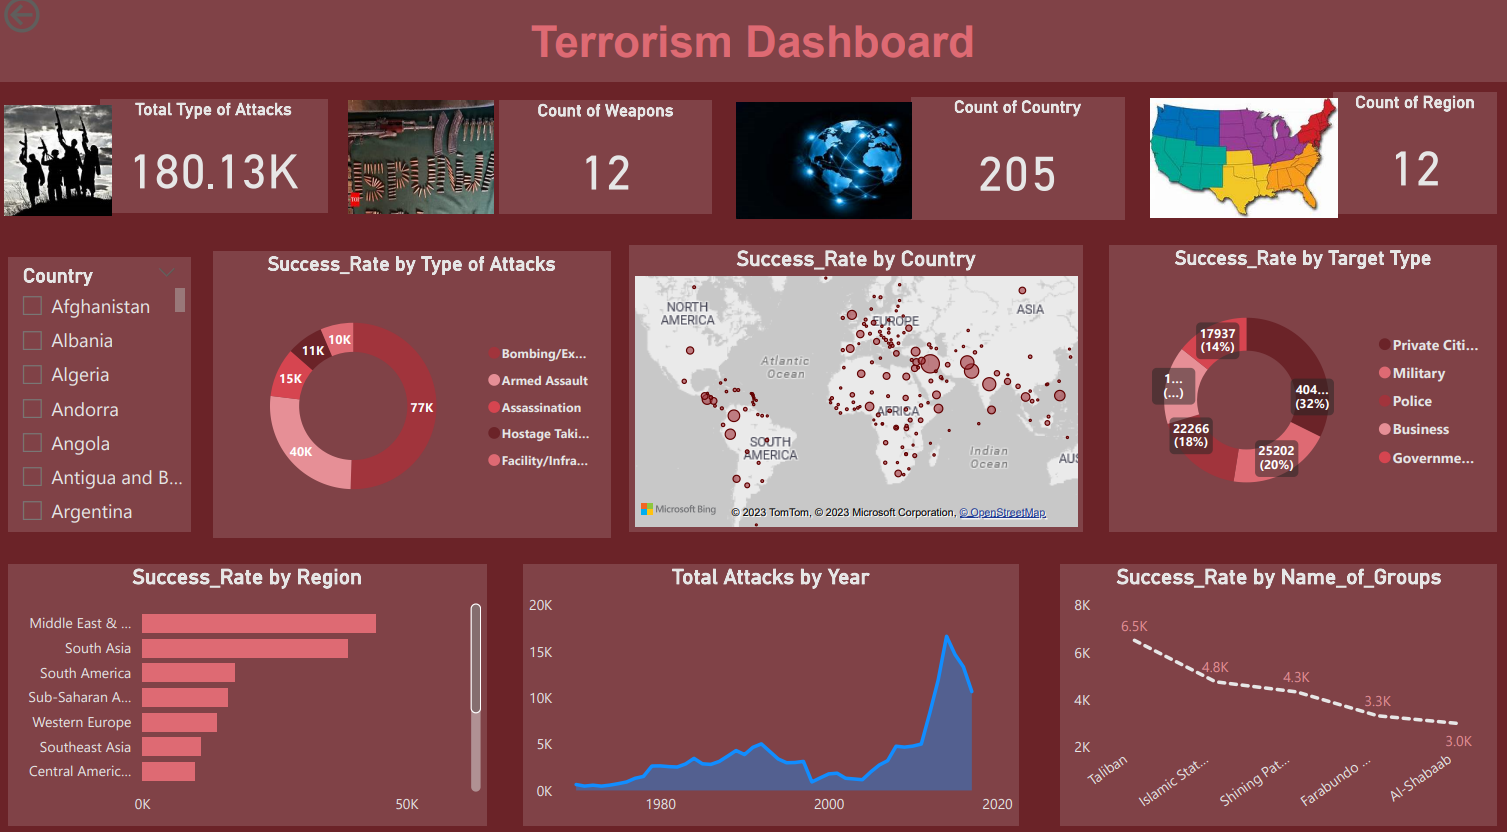 Terrorism Dashboard
Total Type of Attacks
180.13K
Count of Weapons
12
Count of Country
205
Count of Region
12
Country
Afghanistan
Albania
Algeria
Andorra
Angola
Antigua and B...
Argentina
Success_Rate by Type of Attacks
10K
11K
15K
77K
40K
Bombing/Ex...
Armed Assault
Assassination
Hostage Taki...
Facility/Infra...
Success_Rate by Country
NORTH
AMERICA
EUROPE
ASIA
Atlantic
Ocean
AFRICA
SOUTH
AMERICA
Indian
Ocean
AUS
Microsoft Bing
© 2023 TomTom, © 2023 Microsoft Corporation, © OpenStreetMap
Success_Rate by Target Type
17937
(14%)
1...
(...)
404...
(32%)
22266
(18%)
25202
(20%)
Private Citi...
Military
Police
Business
Governme...
Success_Rate by Region
Middle East & ...
South Asia
South America
Sub-Saharan A...
Western Europe
Southeast Asia
Central Americ...
0K
50K
Total Attacks by Year
20K
15K
10K
5K
0K
1980
2000
2020
Success_Rate by Name_of_Groups
8K
6K
4K
2K
6.5K
4.8K
4.3K
3.3K
3.0K
Taliban
Islamic Stat...
Shining Pat...
Farabundo ...
Al-Shabaab